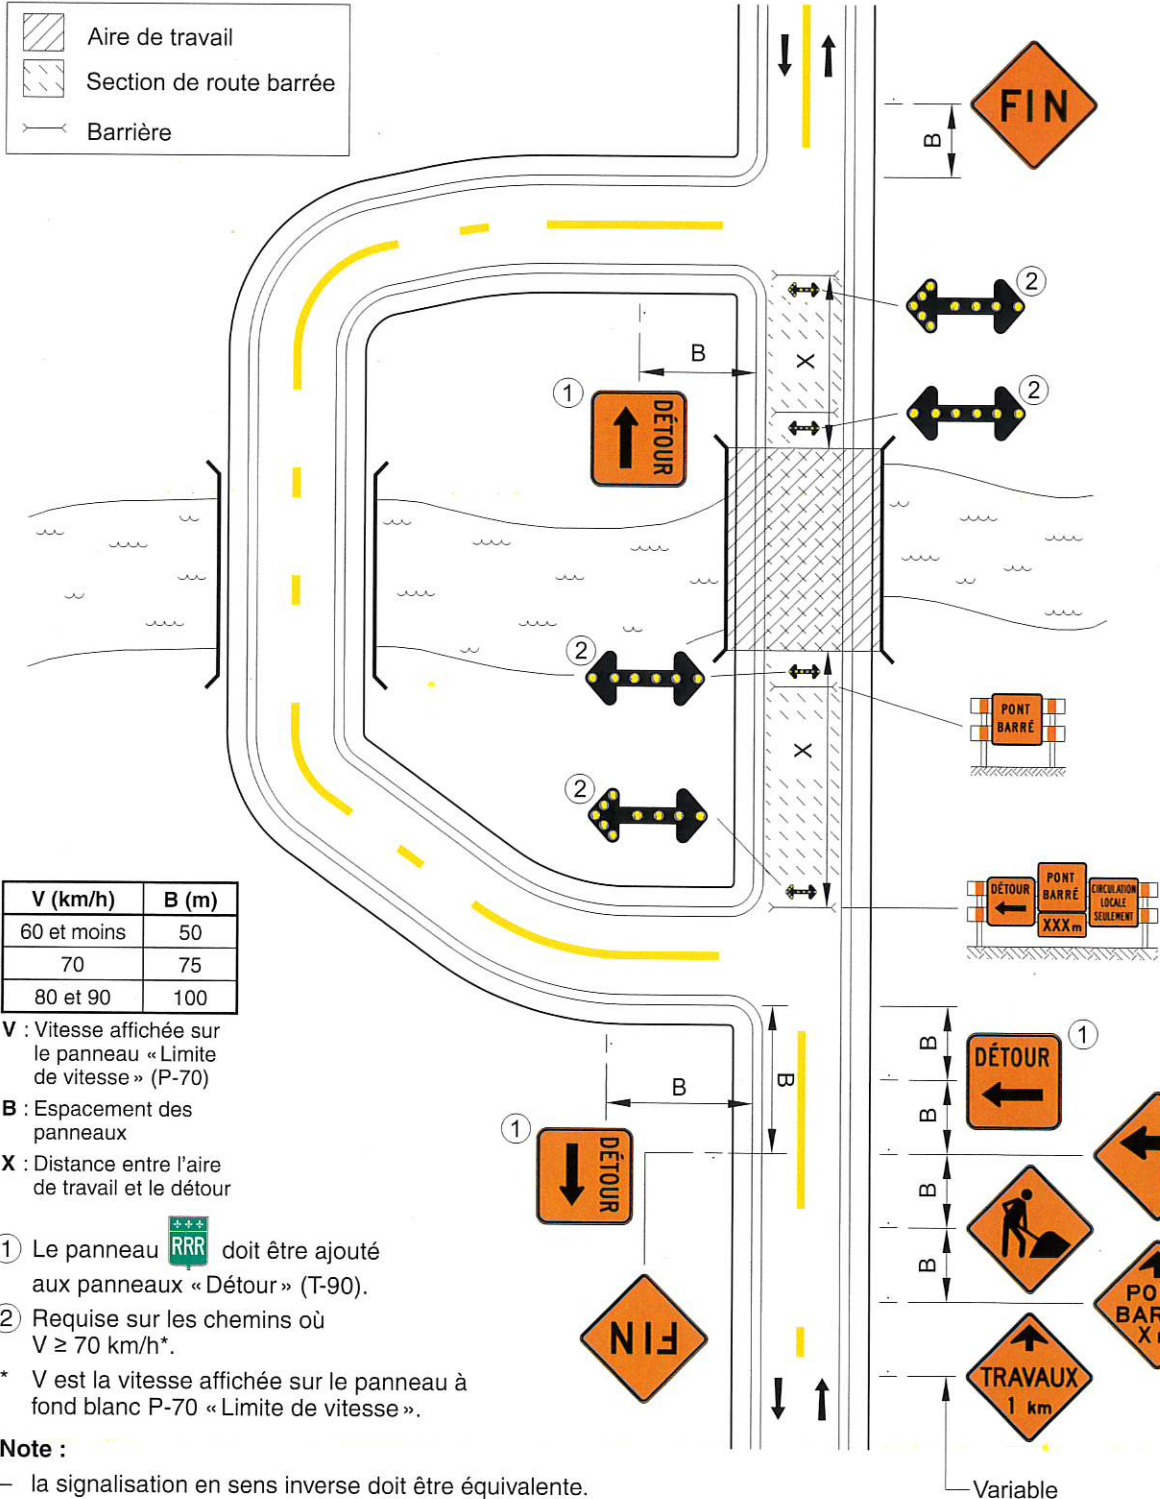 Aire de travail
Section de route barrée
Barrière
FIN
B
2
X
2
B
1
DÉTOUR
2
PONT
BARRÉ
X
2
DÉTOUR
PONT
BARRÉ
XXX m
CIRCULATION
LOCALE
SEULEMENT
V (km/h) B (m)
60 et moins 50
70 75
80 et 90 100
V : Vitesse affichée sur
le panneau « Limite
de vitesse » (P-70)
B : Espacement des
panneaux
X : Distance entre l'aire
de travail et le détour
B
B
B
DÉTOUR
1
B
1
DÉTOUR
B
B
FIN
TRAVAUX
1 km
Variable
1 Le panneau RRR doit être ajouté
aux panneaux « Détour » (T-90).
2 Requise sur les chemins où
V ≥ 70 km/h*.
* V est la vitesse affichée sur le panneau à
fond blanc P-70 « Limite de vitesse ».
Note :
– la signalisation en sens inverse doit être équivalente.